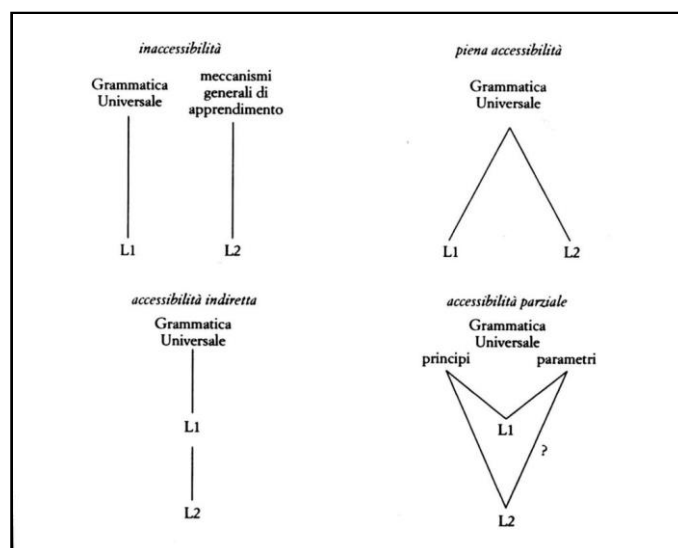 inaccessibilità
Grammatica
Universale
meccanismi
generali di
apprendimento
L1
L2
piena accessibilità
Grammatica
Universale
L1
L2
accessibilità indiretta
Grammatica
Universale
L1
L2
accessibilità parziale
Grammatica
Universale
principi
parametri
L1
?
L2